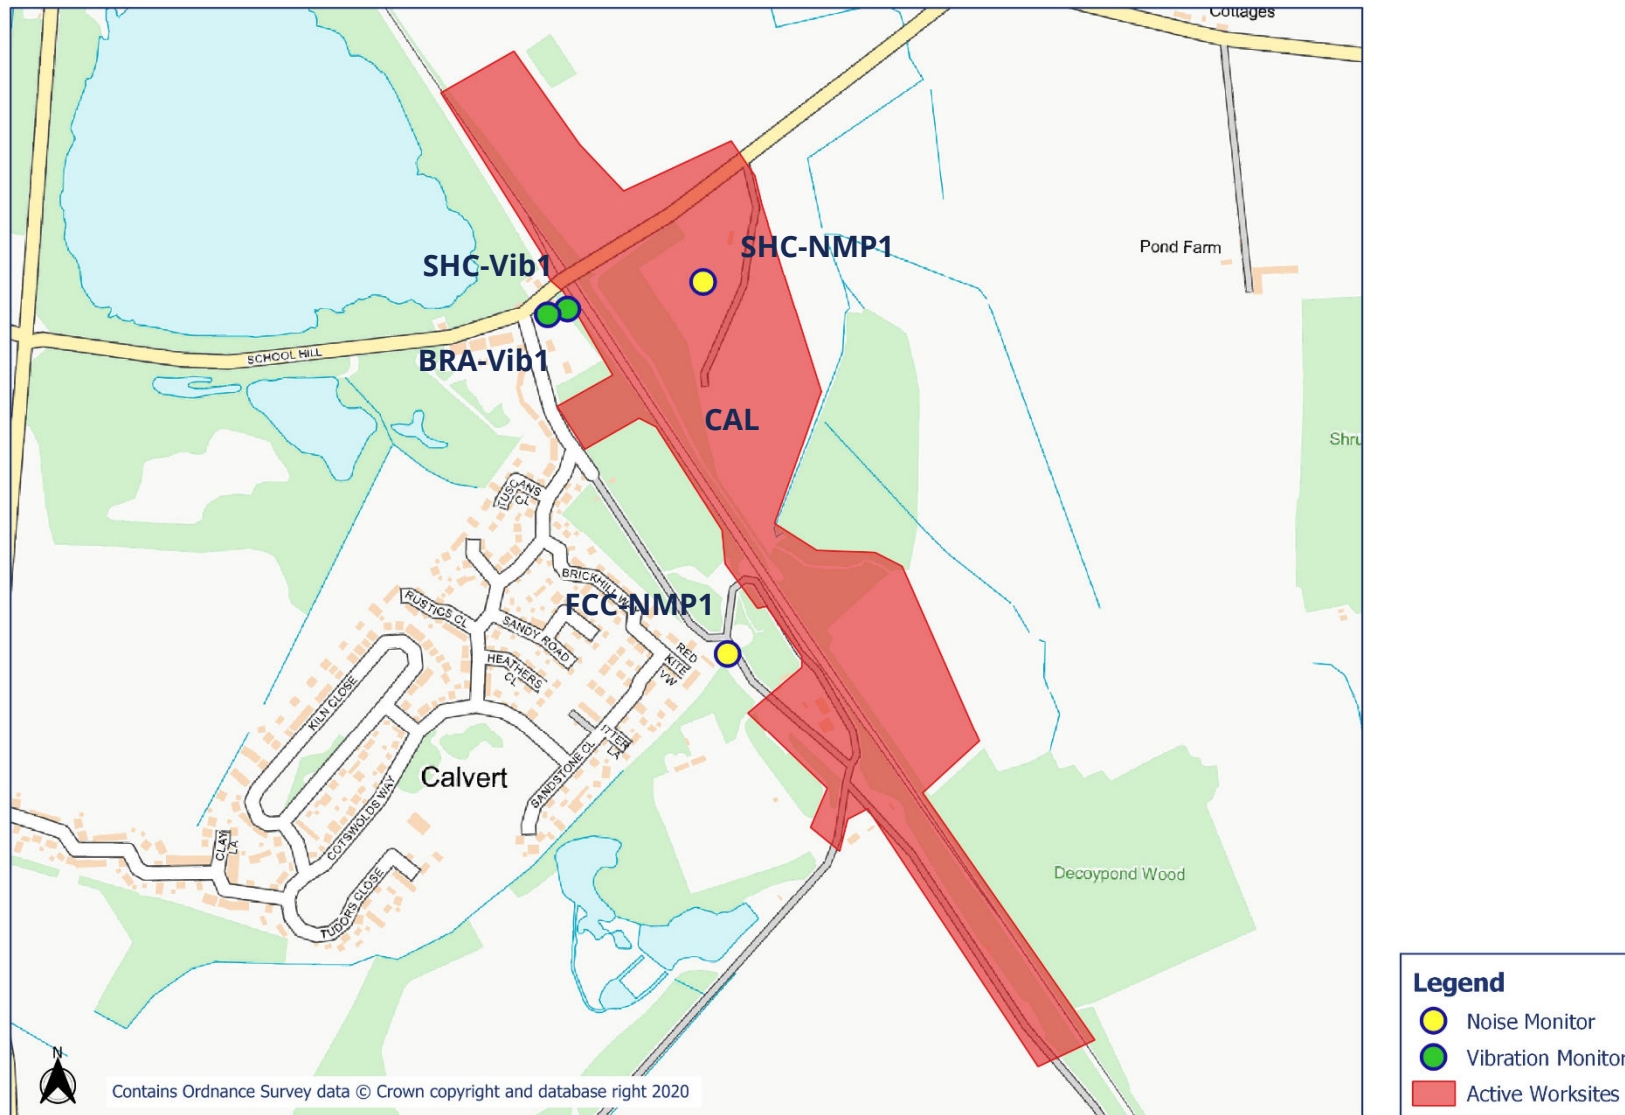 Cottages
SHC-NMP1
Pond Farm
SHC-Vib1
SCHOOL HILL
BRA-Vib1
CAL
Shru
TUSCANS
CL
BRICKHILL W
FCC-NMP1
RUSTICS CL
SANDY ROAD
RED
KITE
VW
HEATHERS
CL
KILN CLOSE
ITTER
LA
SANDSTONE CL
Calvert
COTSWOLDS WAY
CLAY
LA
TUDORS CLOSE
Decoypond Wood
N
Contains Ordnance Survey data © Crown copyright and database right 2020
Legend
Noise Monitor
Vibration Monitor
Active Worksites